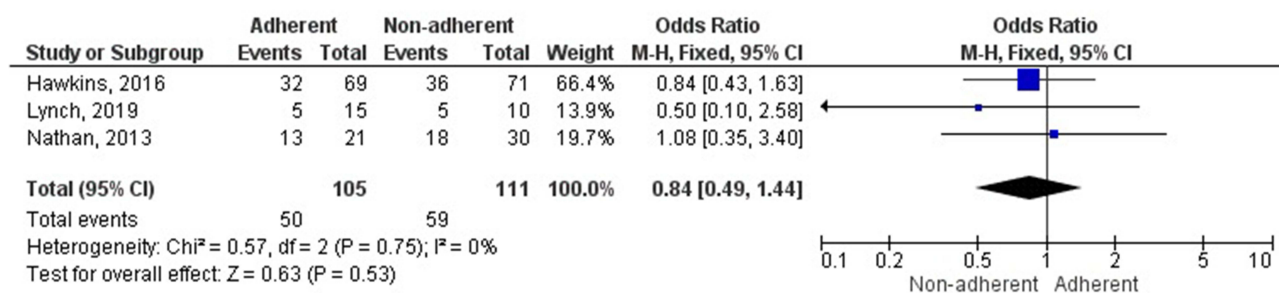 Adherent Non-adherent Odds Ratio Odds Ratio
Study or Subgroup Events Total Events Total Weight M-H, Fixed, 95% CI M-H, Fixed, 95% CI
Hawkins, 2016 32 69 36 71 66.4% 0.84 [0.43, 1.63]
Lynch, 2019 5 15 5 10 13.9% 0.50 [0.10, 2.58]
Nathan, 2013 13 21 18 30 19.7% 1.08 [0.35, 3.40]
Total (95% CI) 105 111 100.0% 0.84 [0.49, 1.44]
Total events 50 59
Heterogeneity: Chi² = 0.57, df = 2 (P = 0.75); I² = 0%
Test for overall effect: Z = 0.63 (P = 0.53)
0.1 0.2 0.5 1 2 5 10
Non-adherent Adherent